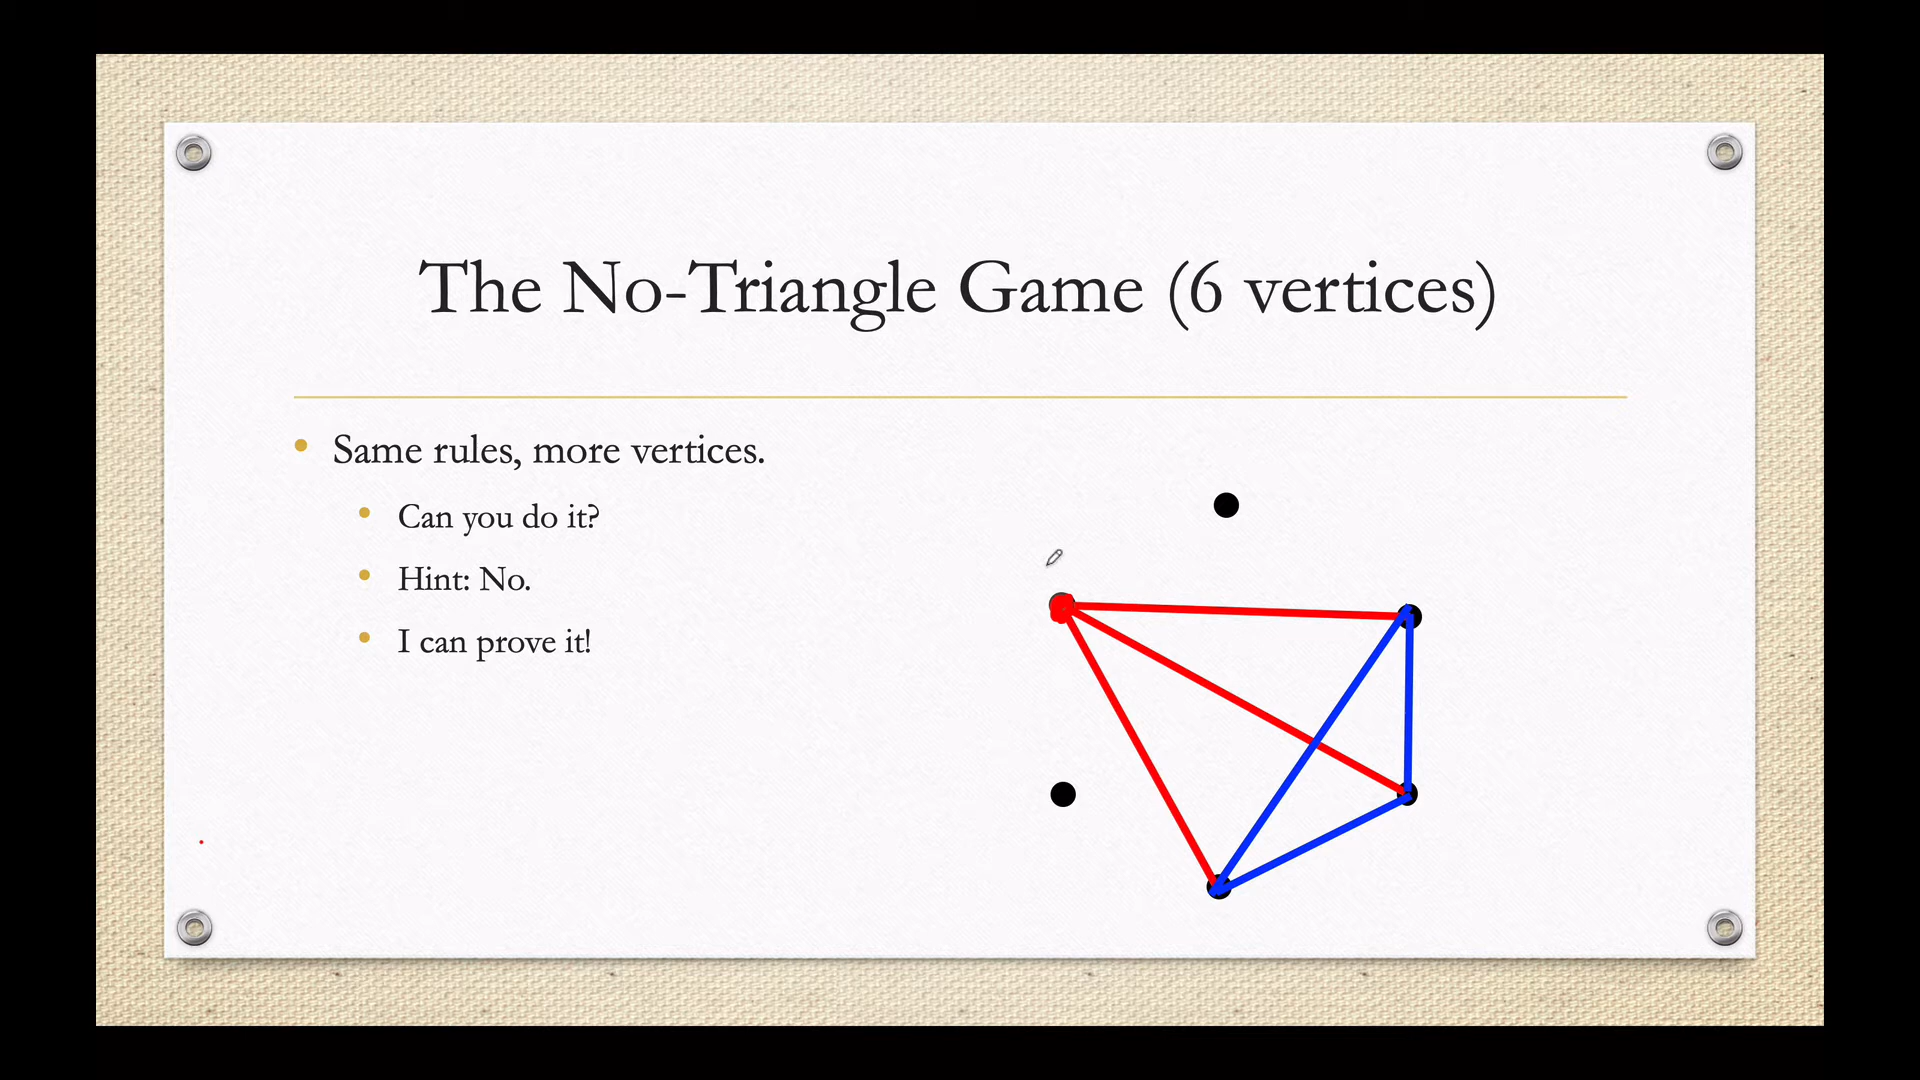 The No-Triangle Game (6 vertices)
Same rules, more vertices.
Can you do it?
Hint: No.
I can prove it!